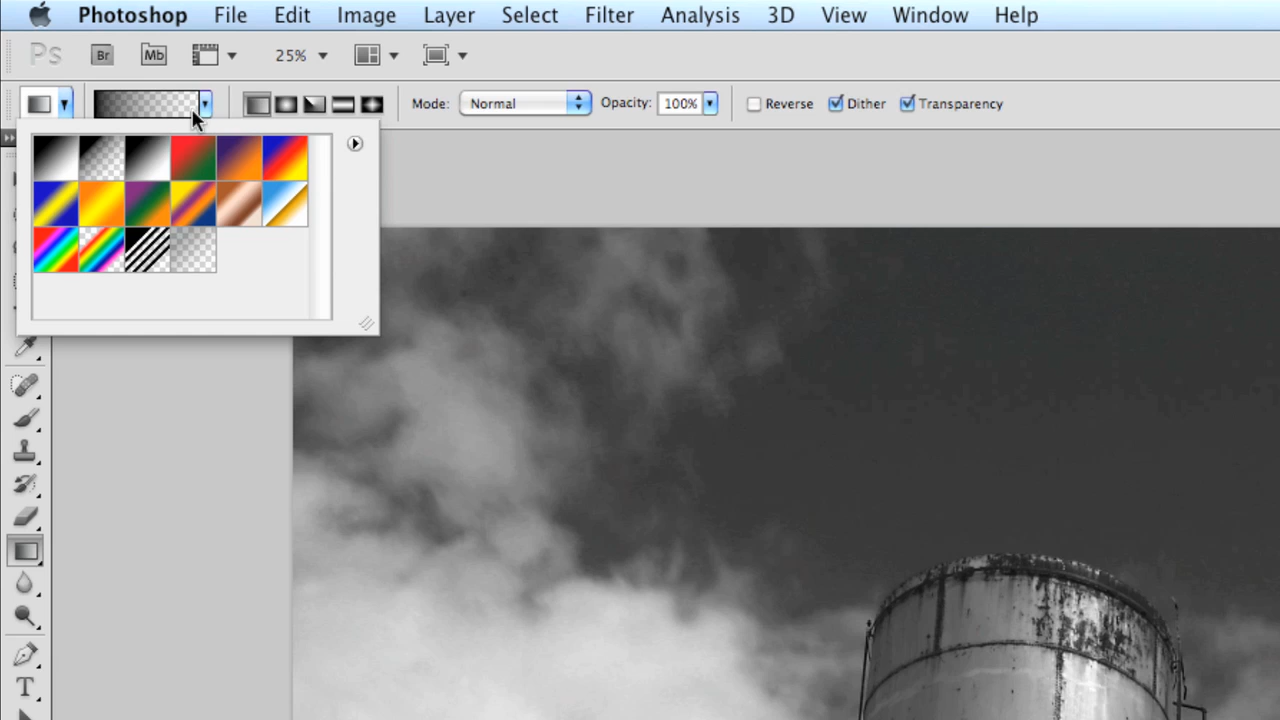 Photoshop File Edit Image Layer Select Filter Analysis 3D View Window Help
Ps Br Mb 25%
Mode: Normal Opacity: 100% Reverse Dither Transparency
T